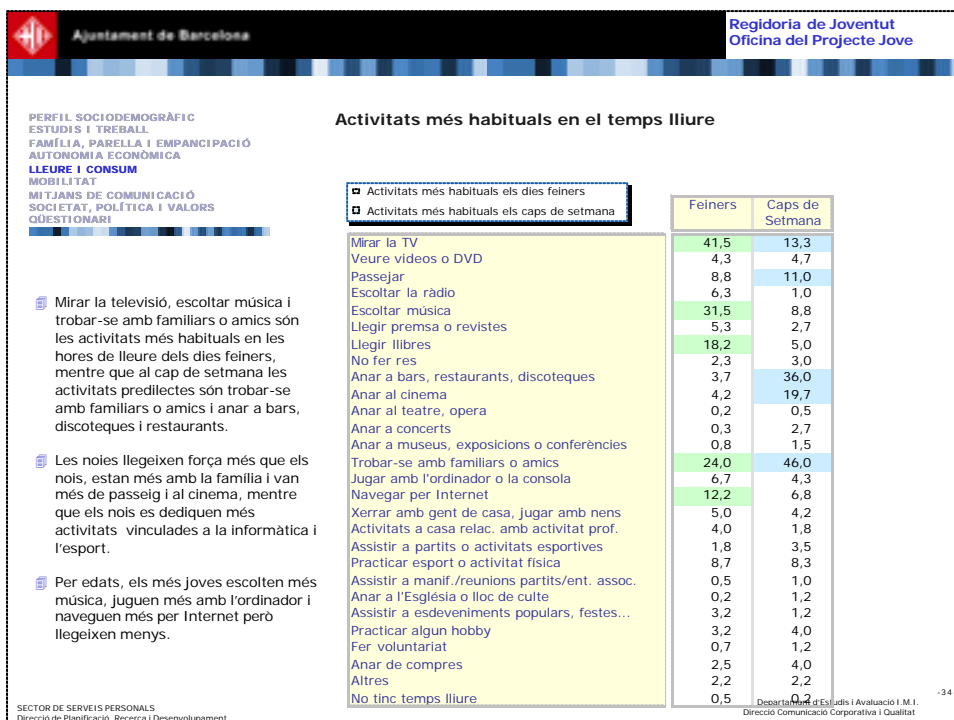 Ajuntament de Barcelona
Regidoria de Joventut
Oficina del Projecte Jove
PERFIL SOCIODEMOGRÀFIC
ESTUDIS I TREBALL
FAMÍLIA, PARELLA I EMPANCIPACIÓ
AUTONOMIA ECONÒMICA
LLEURE I CONSUM
MOBILITAT
MITJANS DE COMUNICACIÓ
SOCIETAT, POLÍTICA I VALORS
QÜESTIONARI
Activitats més habituals en el temps lliure
Activitats més habituals els dies feiners
Activitats més habituals els caps de setmana
Mirar la televisió, escoltar música i
trobar-se amb familiars o amics són
les activitats més habituals en les
hores de lleure dels dies feiners,
mentre que al cap de setmana les
activitats predilectes són trobar-se
amb familiars o amics i anar a bars,
discoteques i restaurants.
Les noies llegeixen força més que els
nois, estan més amb la família i van
més de passeig i al cinema, mentre
que els nois es dediquen més
activitats vinculades a la informàtica i
l'esport.
Per edats, els més joves escolten més
música, juguen més amb l'ordinador i
naveguen més per Internet però
llegeixen menys.
Feiners Caps de
Setmana
Mirar la TV 41,5 13,3
Veure videos o DVD 4,3 4,7
Passejar 8,8 11,0
Escoltar la ràdio 6,3 1,0
Escoltar música 31,5 8,8
Llegir premsa o revistes 5,3 2,7
Llegir llibres 18,2 5,0
No fer res 2,3 3,0
Anar a bars, restaurants, discoteques 3,7 36,0
Anar al cinema 4,2 19,7
Anar al teatre, opera 0,2 0,5
Anar a concerts 0,3 2,7
Anar a museus, exposicions o conferències 0,8 1,5
Trobar-se amb familiars o amics 24,0 46,0
Jugar amb l'ordinador o la consola 6,7 4,3
Navegar per Internet 12,2 6,8
Xerrar amb gent de casa, jugar amb nens 5,0 4,2
Activitats a casa relac. amb activitat prof. 4,0 1,8
Assistir a partits o activitats esportives 1,8 3,5
Practicar esport o activitat física 8,7 8,3
Assistir a manif./reunions partits/ent. assoc. 0,5 1,0
Anar a l'Església o lloc de culte 0,2 1,2
Assistir a esdeveniments populars, festes... 3,2 1,2
Practicar algun hobby 3,2 4,0
Fer voluntariat 0,7 1,2
Anar de compres 2,5 4,0
Altres 2,2 2,2
No tinc temps lliure 0,5 0,2
-34
SECTOR DE SERVEIS PERSONALS
Direcció de Planificació, Recerca i Desenvolupament
Departament d'Estudis i Avaluació I.M.I.
Direcció Comunicació Corporativa i Qualitat